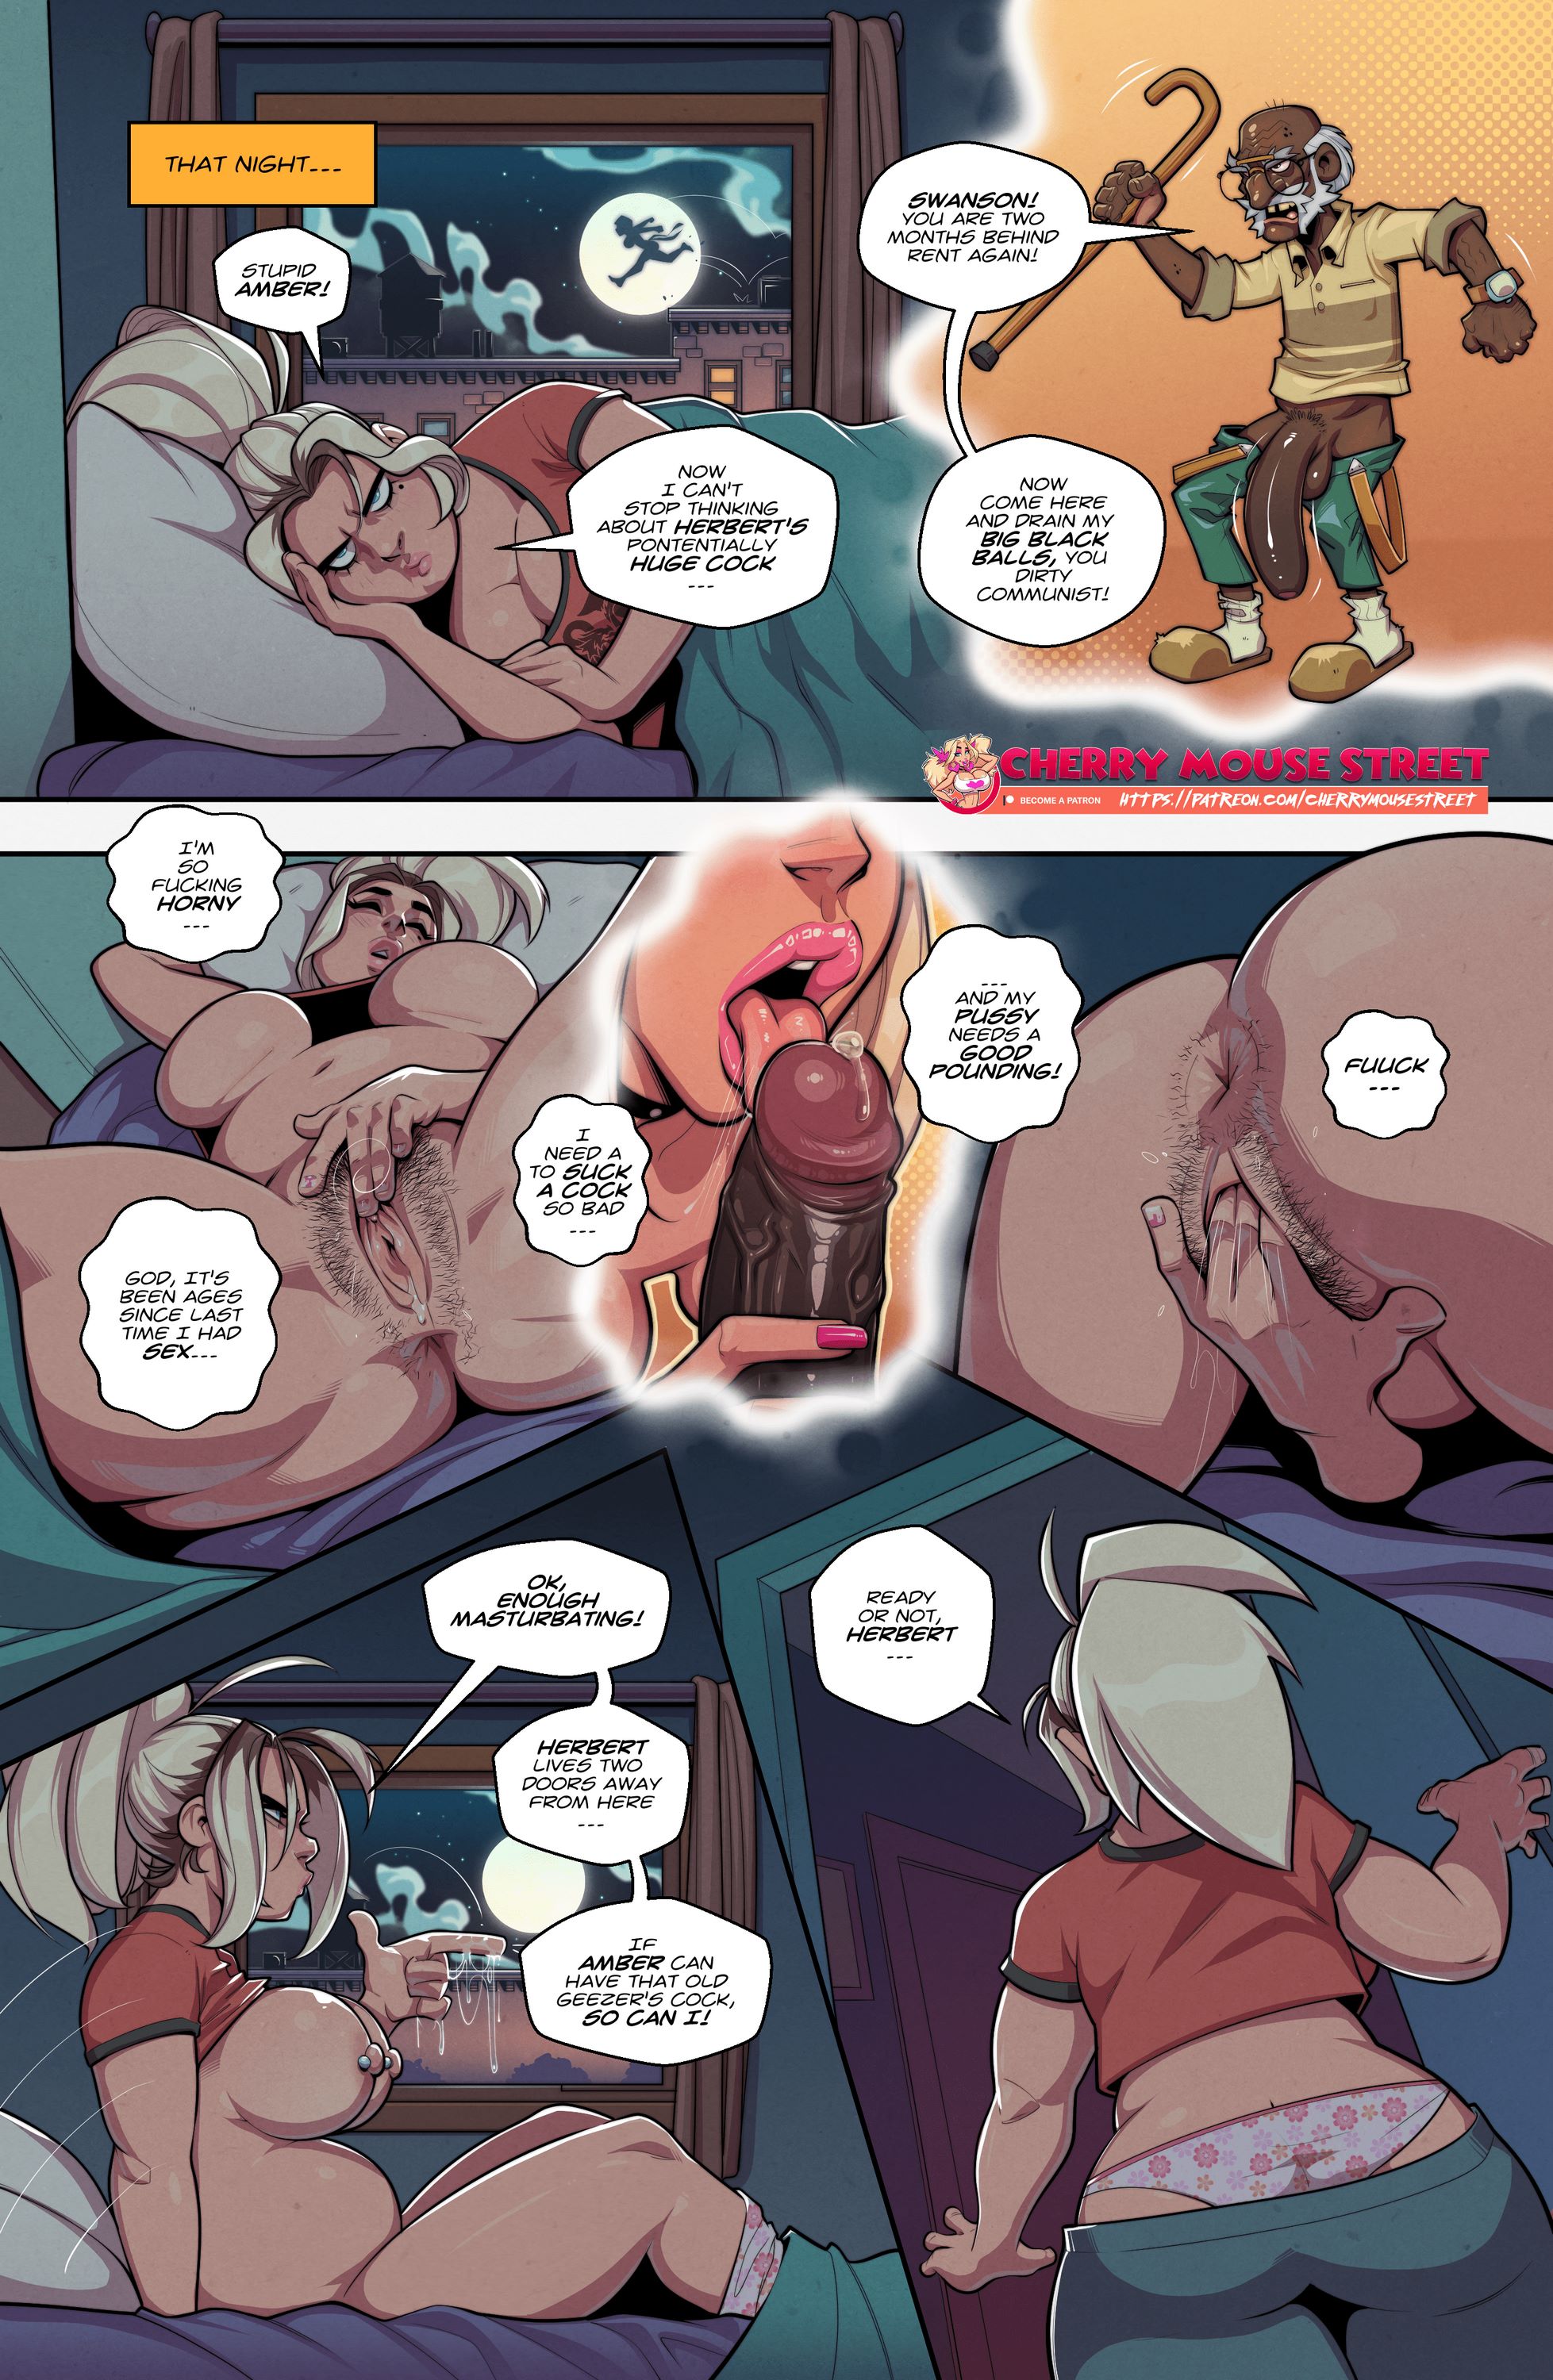 THAT NIGHT---
STUPID
AMBER!
NOW
I CAN'T
STOP THINKING
ABOUT HERBERT'S
PONTENTIALLY
HUGE COCK
---
SWANSON!
YOU ARE TWO
MONTHS BEHIND
RENT AGAIN!
NOW
COME HERE
AND DRAIN MY
BIG BLACK
BALLS, YOU
DIRTY
COMMUNIST!
CHERRY MOUSE STREET
BECOME A PATRON HTTPS://PATREON.COM/CHERRYMOUSESTREET
I'M
SO
FUCKING
HORNY
---
GOD, IT'S
BEEN AGES
SINCE LAST
TIME I HAD
SEX---
I
NEED A
TO SUCK
A COCK
SO BAD
---
---
AND MY
PUSSY
NEEDS A
GOOD
POUNDING!
FUUCK
---
OK,
ENOUGH
MASTURBATING!
HERBERT
LIVES TWO
DOORS AWAY
FROM HERE
---
IF
AMBER CAN
HAVE THAT OLD
GEEZER'S COCK,
SO CAN I!
READY
OR NOT,
HERBERT
---